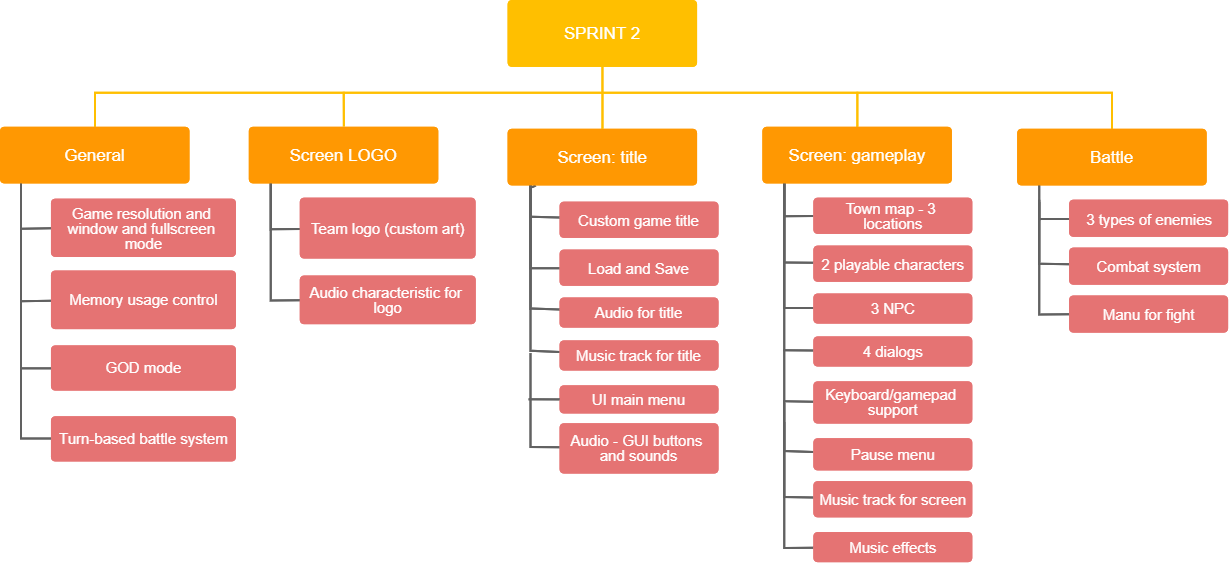 SPRINT 2
General
Game resolution and
window and fullscreen
mode
Memory usage control
GOD mode
Turn-based battle system
Screen LOGO
Team logo (custom art)
Audio characteristic for
logo
Screen: title
Custom game title
Load and Save
Audio for title
Music track for title
UI main menu
Audio - GUI buttons
and sounds
Screen: gameplay
Town map - 3
locations
2 playable characters
3 NPC
4 dialogs
Keyboard/gamepad
support
Pause menu
Music track for screen
Music effects
Battle
3 types of enemies
Combat system
Manu for fight